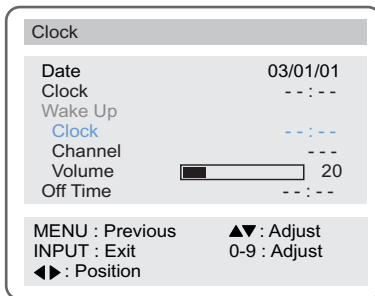 Clock
Date 03/01/01
Clock --:--
Wake Up
Clock --:--
Channel ---
Volume 20
Off Time --:--
MENU : Previous ▲▼ : Adjust
INPUT : Exit 0-9 : Adjust
◀▶ : Position